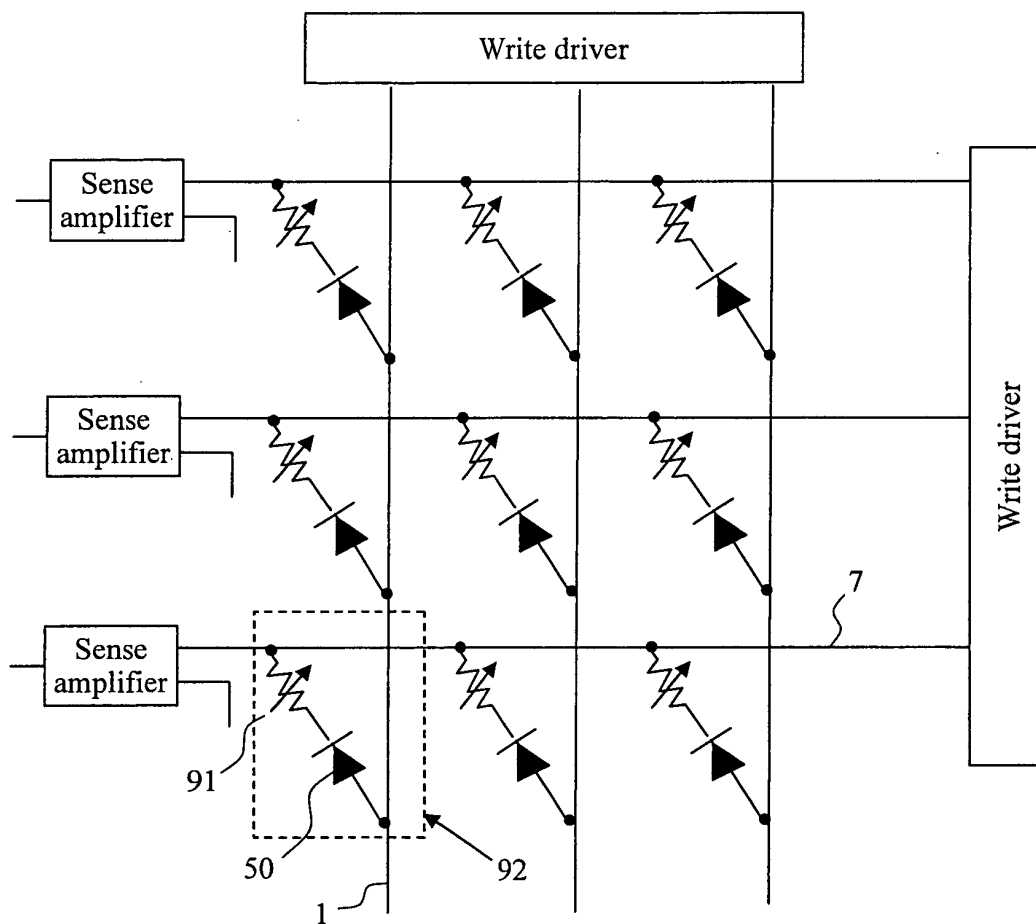 Write driver
Sense
amplifier
Sense
amplifier
Write driver
7
Sense
amplifier
91
50
92
1